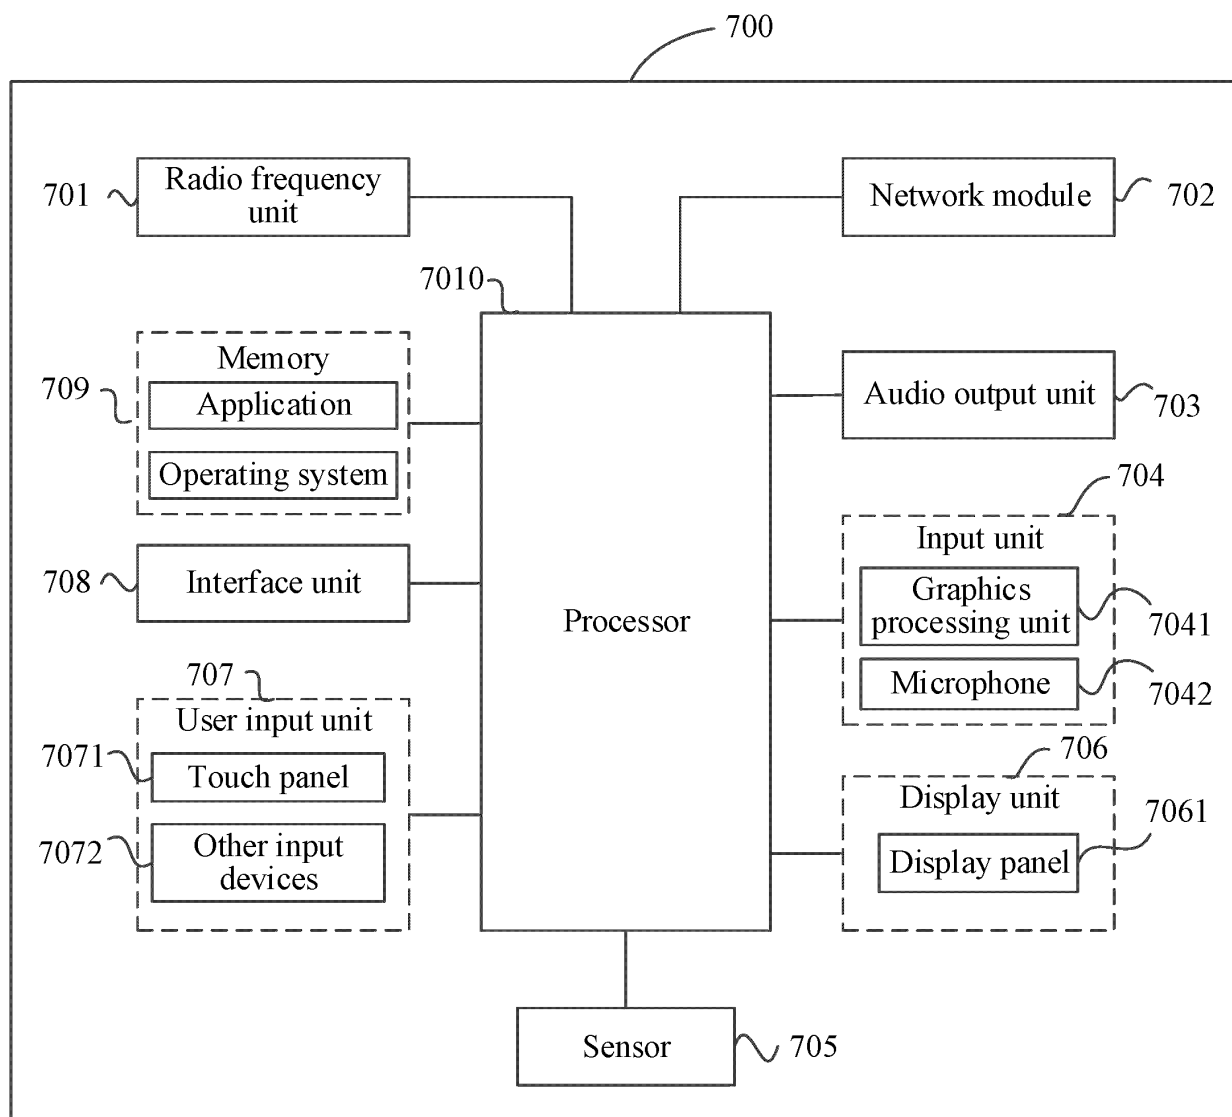 700
701
Radio frequency
unit
Network module
702
7010
709
Memory
Application
Operating system
Audio output unit
703
704
Input unit
Graphics
processing unit
7041
Microphone
7042
708
Interface unit
Processor
707
User input unit
7071
Touch panel
7072
Other input
devices
706
Display unit
7061
Display panel
Sensor
705